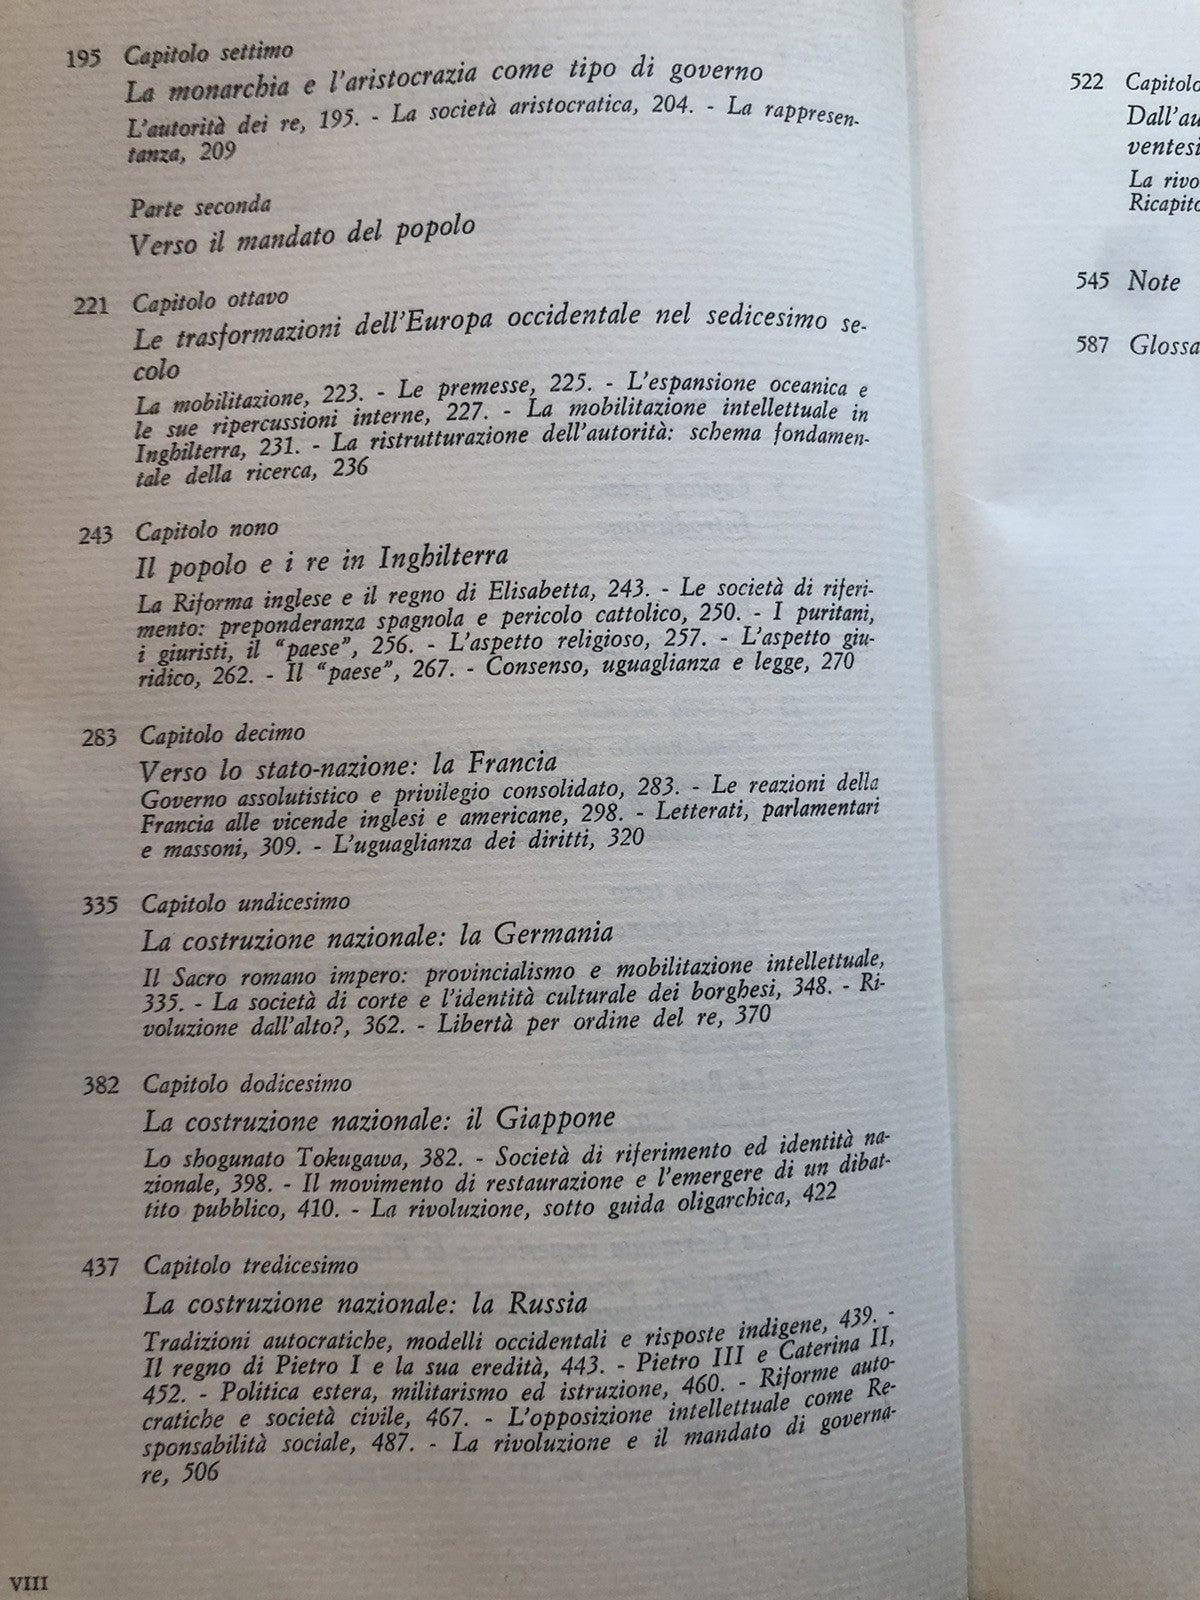 195 Capitolo settimo
La monarchia e l'aristocrazia come tipo di governo
L'autorità dei re, 195. - La società aristocratica, 204. - La rappresen-
tanza, 209
Parte seconda
Verso il mandato del popolo
221 Capitolo ottavo
Le trasformazioni dell'Europa occidentale nel sedicesimo se-
colo
La mobilitazione, 223. - Le premesse, 225. - L'espansione oceanica e
le sue ripercussioni interne, 227. - La mobilitazione intellettuale in
Inghilterra, 231. - La ristrutturazione dell'autorità: schema fondamen-
tale della ricerca, 236
243 Capitolo nono
Il popolo e i re in Inghilterra
La Riforma inglese e il regno di Elisabetta, 243. - Le società di riferi-
mento: preponderanza spagnola e pericolo cattolico, 250. - I puritani,
i giuristi, il "paese", 256. - L'aspetto religioso, 257. - L'aspetto giu-
ridico, 262. - Il "paese", 267. - Consenso, uguaglianza e legge, 270
283 Capitolo decimo
Verso lo stato-nazione: la Francia
Governo assolutistico e privilegio consolidato, 283. - Le reazioni della
Francia alle vicende inglesi e americane, 298. - Letterati, parlamentari
e massoni, 309. - L'uguaglianza dei diritti, 320
335 Capitolo undicesimo
La costruzione nazionale: la Germania
Il Sacro romano impero: provincialismo e mobilitazione intellettuale,
335. - La società di corte e l'identità culturale dei borghesi, 348. - Ri-
voluzione dall'alto?, 362. - Libertà per ordine del re, 370
382 Capitolo dodicesimo
La costruzione nazionale: il Giappone
Lo shogunato Tokugawa, 382. - Società di riferimento ed identità na-
zionale, 398. - Il movimento di restaurazione e l'emergere di un dibat-
tito pubblico, 410. - La rivoluzione, sotto guida oligarchica, 422
437 Capitolo tredicesimo
La costruzione nazionale: la Russia
Tradizioni autocratiche, modelli occidentali e risposte indigene, 439. -
Il regno di Pietro I e la sua eredità, 443. - Pietro III e Caterina II,
452. - Politica estera, militarismo ed istruzione, 460. - Riforme auto-
cratiche e società civile, 467. - L'opposizione intellettuale come Re-
sponsabilità sociale, 487. - La rivoluzione e il mandato di governa-
re, 506
VIII
522 Capitolo
Dall'au
ventesi
La rivo
Ricapito
545 Note
587 Glossa